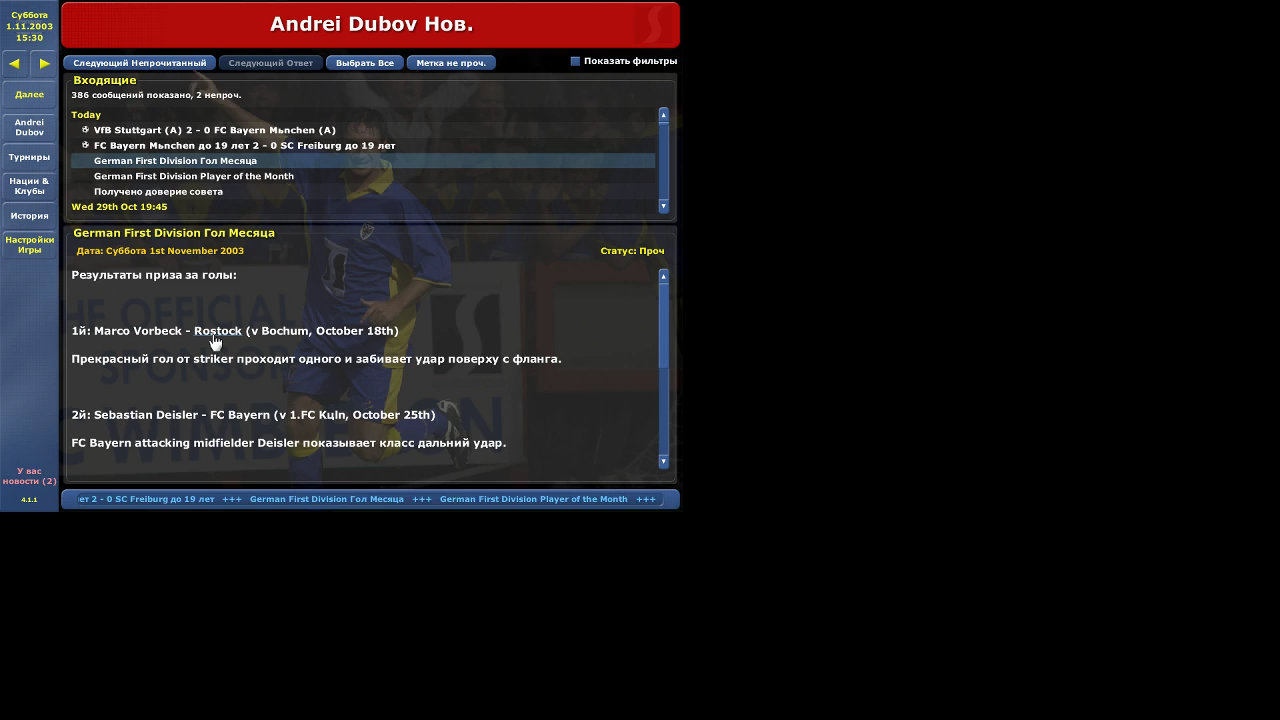 Суббота
1.11.2003
15:30
Andrei Dubov Нов.
Следующий Непрочитанный
Следующий Ответ
Выбрать Все
Метка не проч.
Показать фильтры
Далее
Andrei
Dubov
Турниры
Нации &
Клубы
История
Настройки
Игры
Входящие
386 сообщений показано, 2 непроч.
Today
VfB Stuttgart (A) 2 - 0 FC Bayern Mьnchen (A)
FC Bayern Mьnchen до 19 лет 2 - 0 SC Freiburg до 19 лет
German First Division Гол Месяца
German First Division Player of the Month
Получено доверие совета
Wed 29th Oct 19:45
German First Division Гол Месяца
Дата: Суббота 1st November 2003
Статус: Проч
Результаты приза за голы:
1й: Marco Vorbeck - Rostock (v Bochum, October 18th)
Прекрасный гол от striker проходит одного и забивает удар поверху с фланга.
2й: Sebastian Deisler - FC Bayern (v 1.FC Kцln, October 25th)
FC Bayern attacking midfielder Deisler показывает класс дальний удар.
THE OFFICIAL
SPONSOR
C WIMBLEDON
У вас
новости (2)
4.1.1
ет 2 - 0 SC Freiburg до 19 лет +++ German First Division Гол Месяца +++ German First Division Player of the Month +++